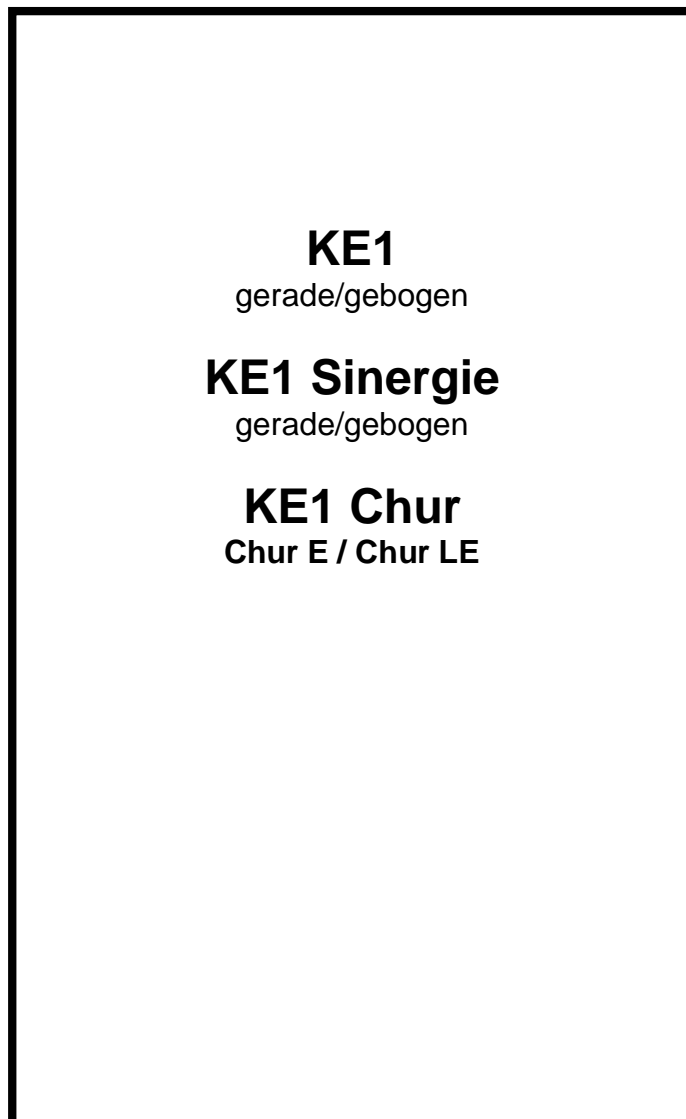 KE1
gerade/gebogen
KE1 Sinergie
gerade/gebogen
KE1 Chur
Chur E / Chur LE